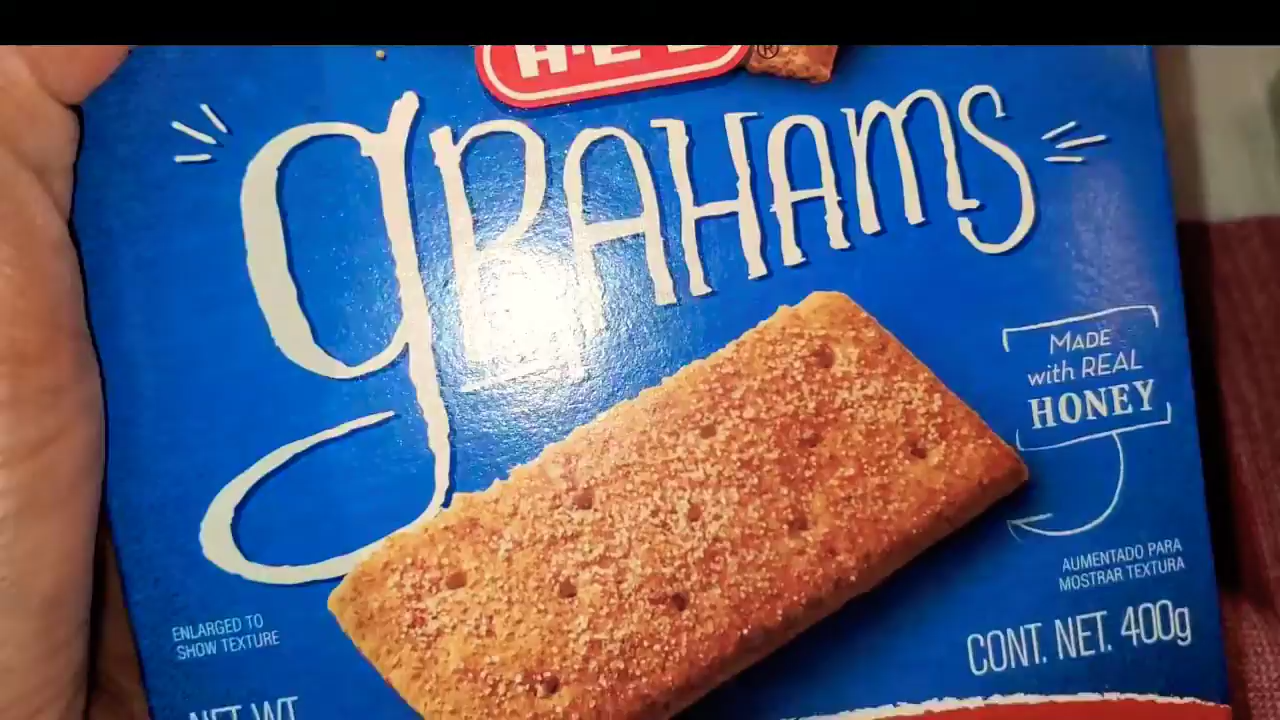 H-E-B
®
GRAHAMS
MADE
with REAL
HONEY
AUMENTADO PARA
MOSTRAR TEXTURA
ENLARGED TO
SHOW TEXTURE
CONT. NET. 400g
NET WT